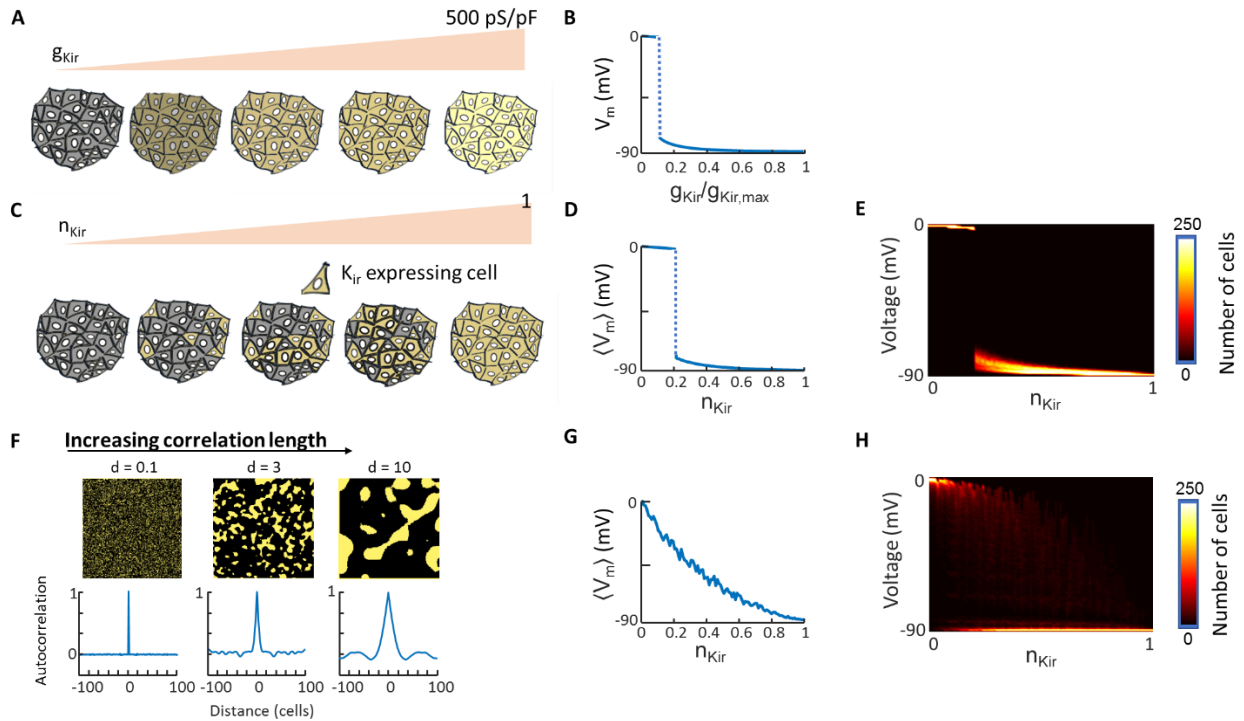 A
500 pS/pF
gKir
B
0
Vm (mV)
-90
0 0.2 0.4 0.6 0.8 1
gKir/gKir,max
C
1
nKir
Kir expressing cell
D
0
⟨Vm⟩ (mV)
-90
0 0.2 0.4 0.6 0.8 1
nKir
E
0
Voltage (mV)
-90
0 1
nKir
250
0
Number of cells
F
Increasing correlation length
d = 0.1 d = 3 d = 10
Autocorrelation
1 1 1
0
-100 0 100 -100 0 100 -100 0 100
Distance (cells)
G
0
⟨Vm⟩ (mV)
-90
0 0.2 0.4 0.6 0.8 1
nKir
H
0
Voltage (mV)
-90
0 1
nKir
250
0
Number of cells